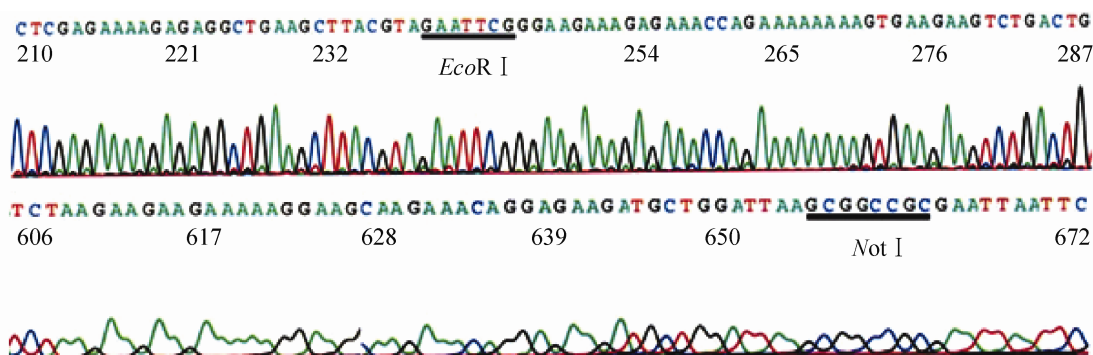 CTCGAGAAAAGAGAGGCTGAAGCTTACGTAGAATTCGGGAAGAAAGAGAAACCAGAAAAAAAAGTGAAGAAGTCTGACTG
210 221 232 EcoR Ⅰ 254 265 276 287
TCTAAGAAGAAGAAAAAGGAAGCAAGAAACAGGAGAAGATGCTGGATTAAGCGGCCGCGAATTAATTC
606 617 628 639 650 Not Ⅰ 672